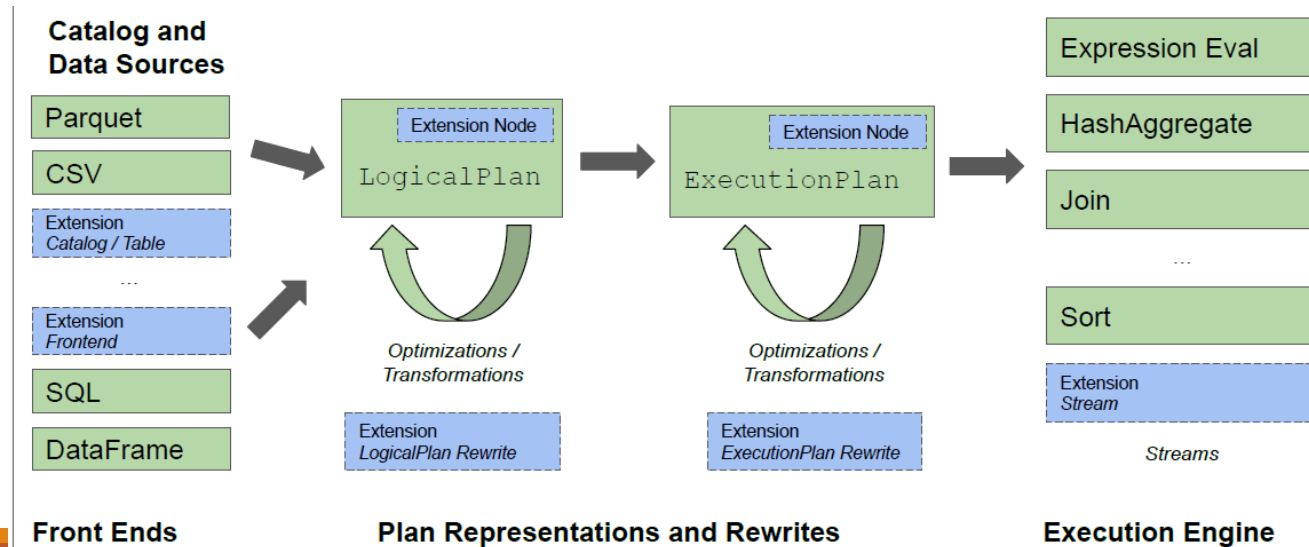 Catalog and
Data Sources
Parquet
CSV
Extension
Catalog / Table
...
Extension
Frontend
SQL
DataFrame
Front Ends
Extension Node
LogicalPlan
Optimizations /
Transformations
Extension
LogicalPlan Rewrite
Extension Node
ExecutionPlan
Optimizations /
Transformations
Extension
ExecutionPlan Rewrite
Plan Representations and Rewrites
Expression Eval
HashAggregate
Join
...
Sort
Extension
Stream
Streams
Execution Engine